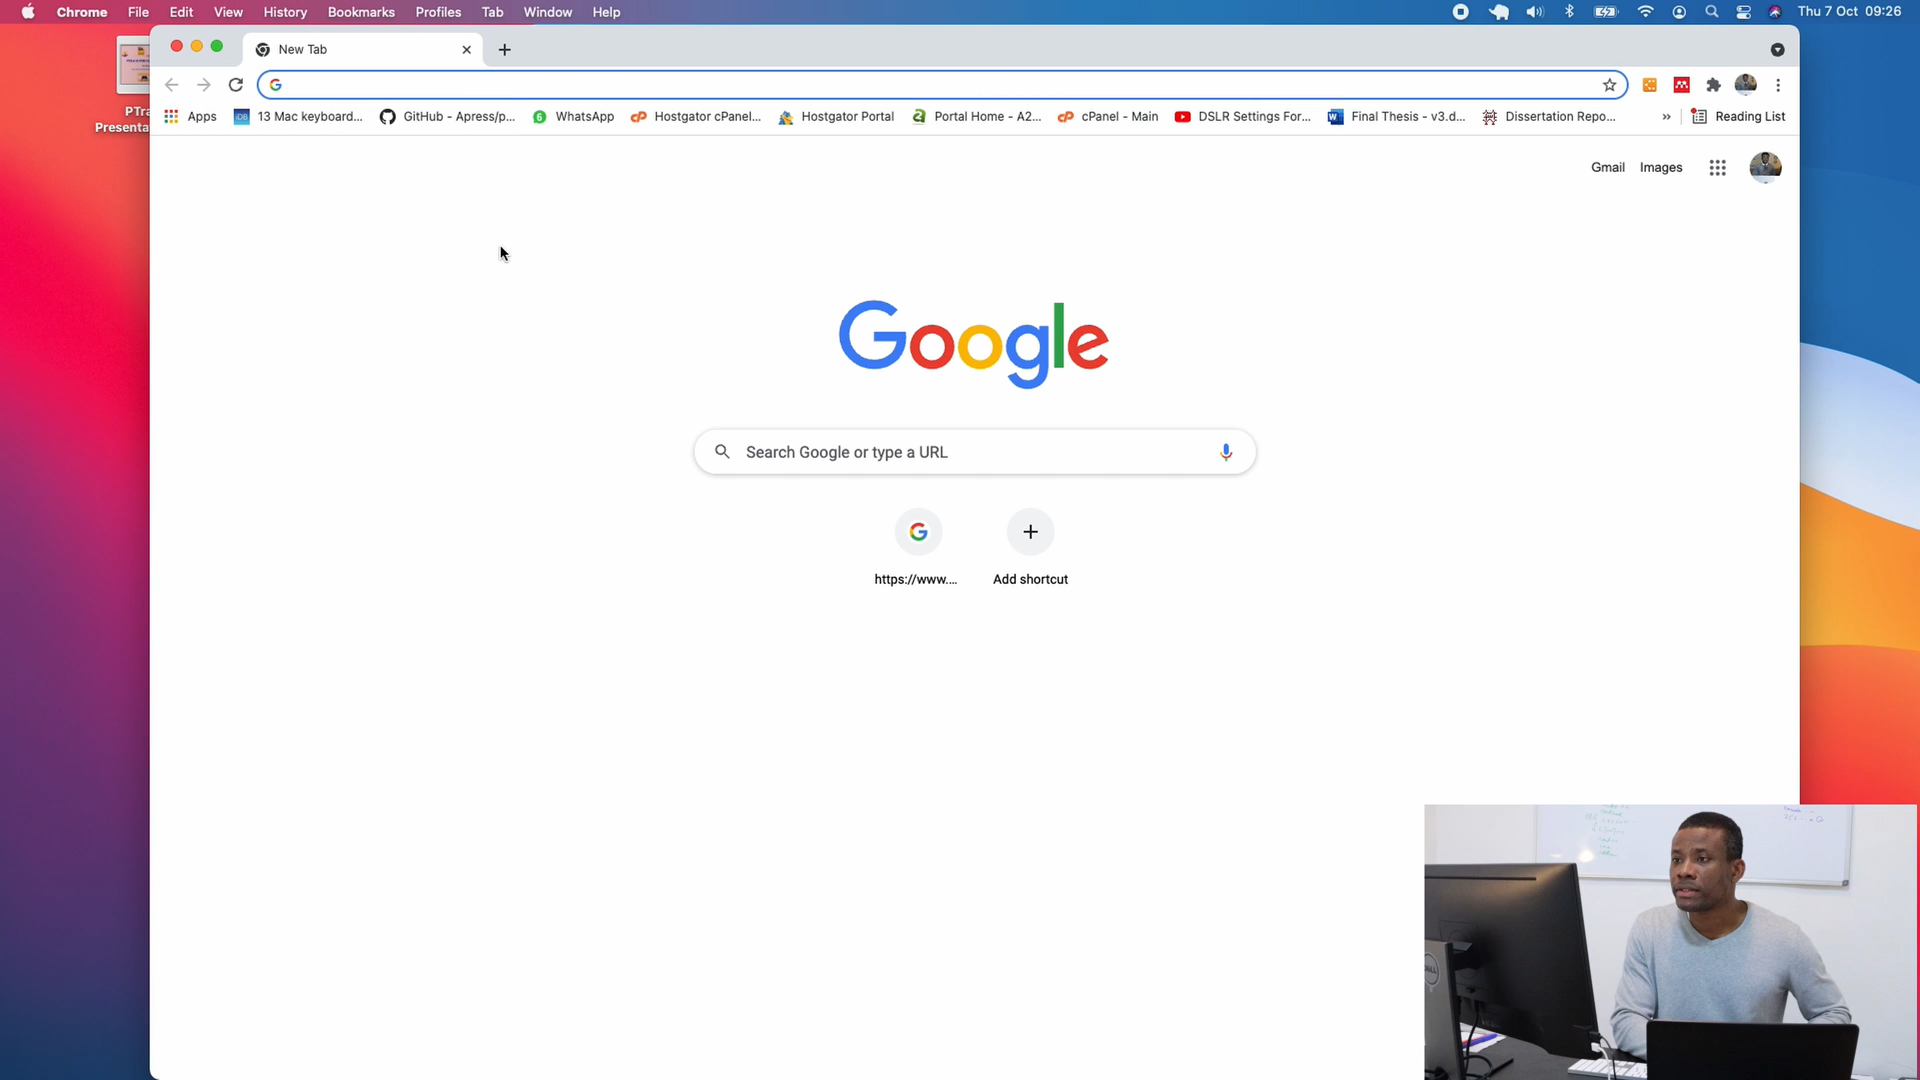 Chrome File Edit View History Bookmarks Profiles Tab Window Help Thu 7 Oct 09:26
New Tab
PTra
Presenta
Apps 13 Mac keyboard... GitHub - Apress/p... WhatsApp Hostgator cPanel... Hostgator Portal Portal Home - A2... cPanel - Main DSLR Settings For... Final Thesis - v3.d... Dissertation Repo... » Reading List
Gmail Images
Google
Search Google or type a URL
https://www.... Add shortcut
DELL